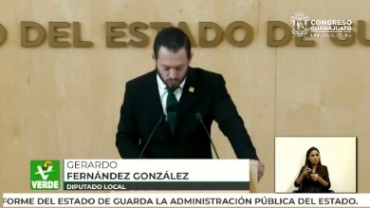 O DEL ESTADO DE GU
CONGRESO
GUANAJUATO
GERARDO
FERNÁNDEZ GONZÁLEZ
DIPUTADO LOCAL
VERDE
FORME DEL ESTADO DE GUARDA LA ADMINISTRACIÓN PÚBLICA DEL ESTADO.